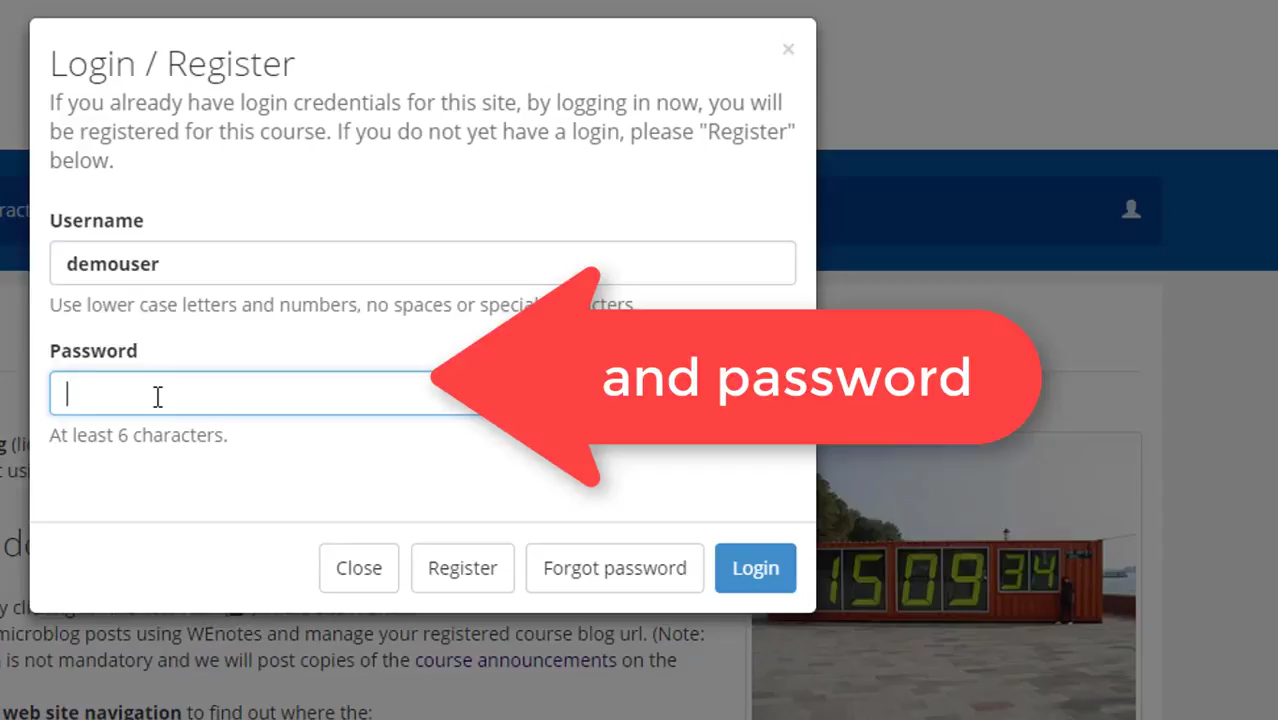 Login / Register
×
If you already have login credentials for this site, by logging in now, you will
be registered for this course. If you do not yet have a login, please "Register"
below.
Username
demouser
Use lower case letters and numbers, no spaces or
Password
and password
At least 6 characters.
Close
Register
Forgot password
Login
150934
microblog posts using WEnotes and manage your registered course blog url. (Note:
is not mandatory and we will post copies of the course announcements on the
web site navigation to find out where the: